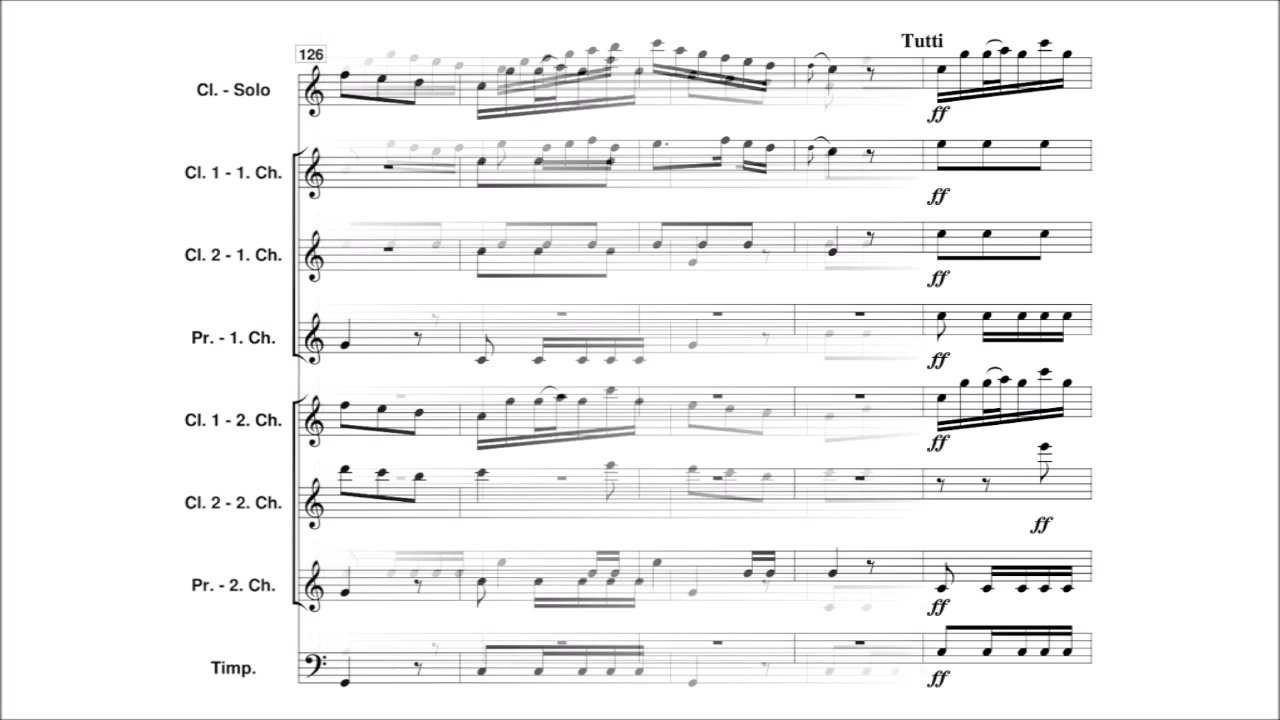 Tutti
126
Cl. - Solo
ff
Cl. 1 - 1. Ch.
ff
Cl. 2 - 1. Ch.
ff
Pr. - 1. Ch.
ff
Cl. 1 - 2. Ch.
ff
Cl. 2 - 2. Ch.
ff
Pr. - 2. Ch.
ff
Timp.
ff